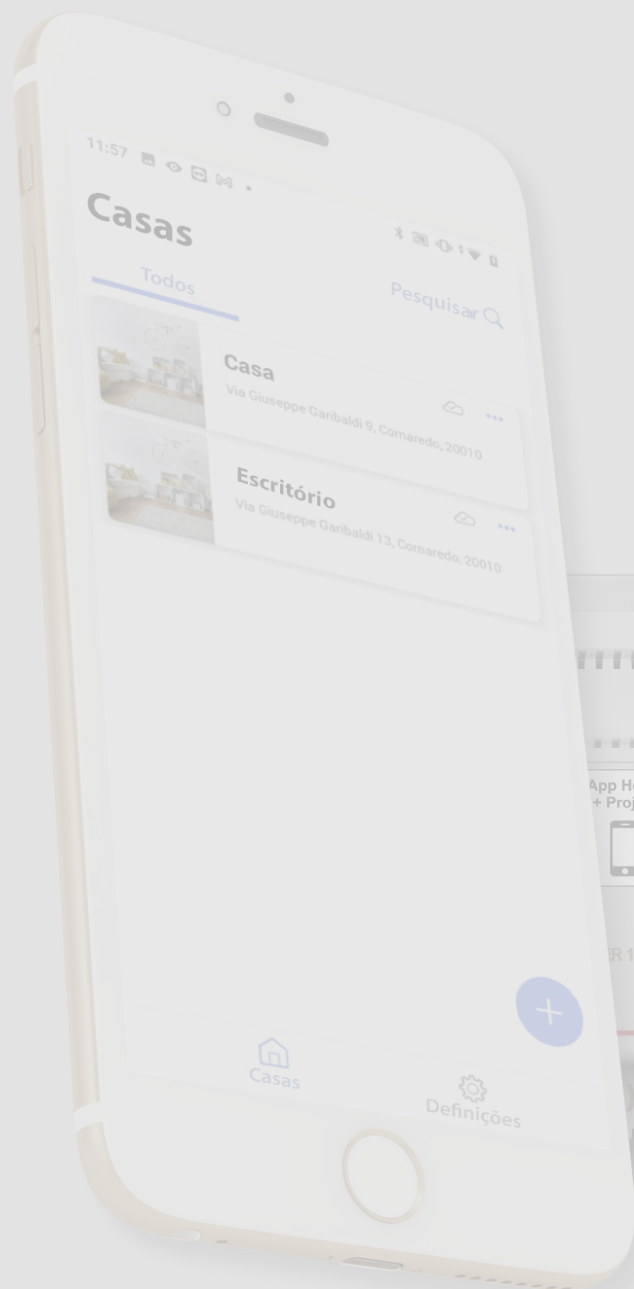 11:57
Casas
Todos
Pesquisar
Casa
Via Giuseppe Garibaldi 9, Cornaredo, 20010
Escritório
Via Giuseppe Garibaldi 13, Cornaredo, 20010
App
+
Casas
Definições